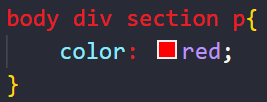 body div section p{
color: red;
}